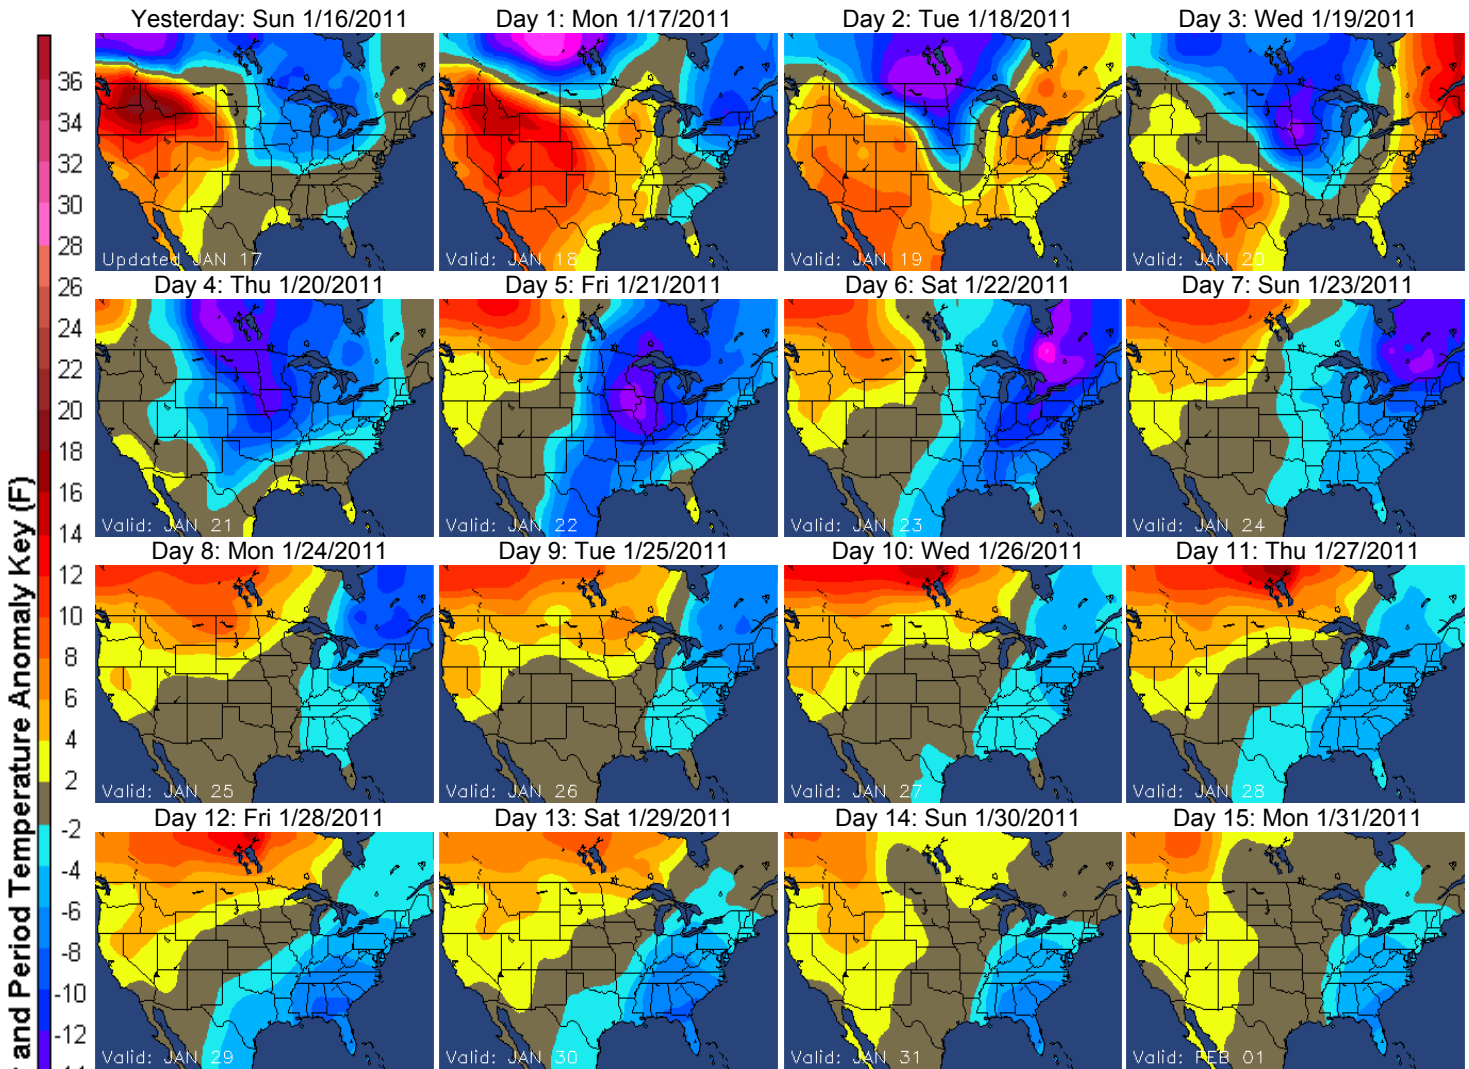 Yesterday: Sun 1/16/2011
Day 1: Mon 1/17/2011
Day 2: Tue 1/18/2011
Day 3: Wed 1/19/2011
Updated JAN 17
Valid: JAN 18
Valid: JAN 19
Valid: JAN 20
Day 4: Thu 1/20/2011
Day 5: Fri 1/21/2011
Day 6: Sat 1/22/2011
Day 7: Sun 1/23/2011
Valid: JAN 21
Valid: JAN 22
Valid: JAN 23
Valid: JAN 24
Day 8: Mon 1/24/2011
Day 9: Tue 1/25/2011
Day 10: Wed 1/26/2011
Day 11: Thu 1/27/2011
Valid: JAN 25
Valid: JAN 26
Valid: JAN 27
Valid: JAN 28
Day 12: Fri 1/28/2011
Day 13: Sat 1/29/2011
Day 14: Sun 1/30/2011
Day 15: Mon 1/31/2011
Valid: JAN 29
Valid: JAN 30
Valid: JAN 31
Valid: FEB 01
and Period Temperature Anomaly Key (F)
36
34
32
30
28
26
24
22
20
18
16
14
12
10
8
6
4
2
-2
-4
-6
-8
-10
-12